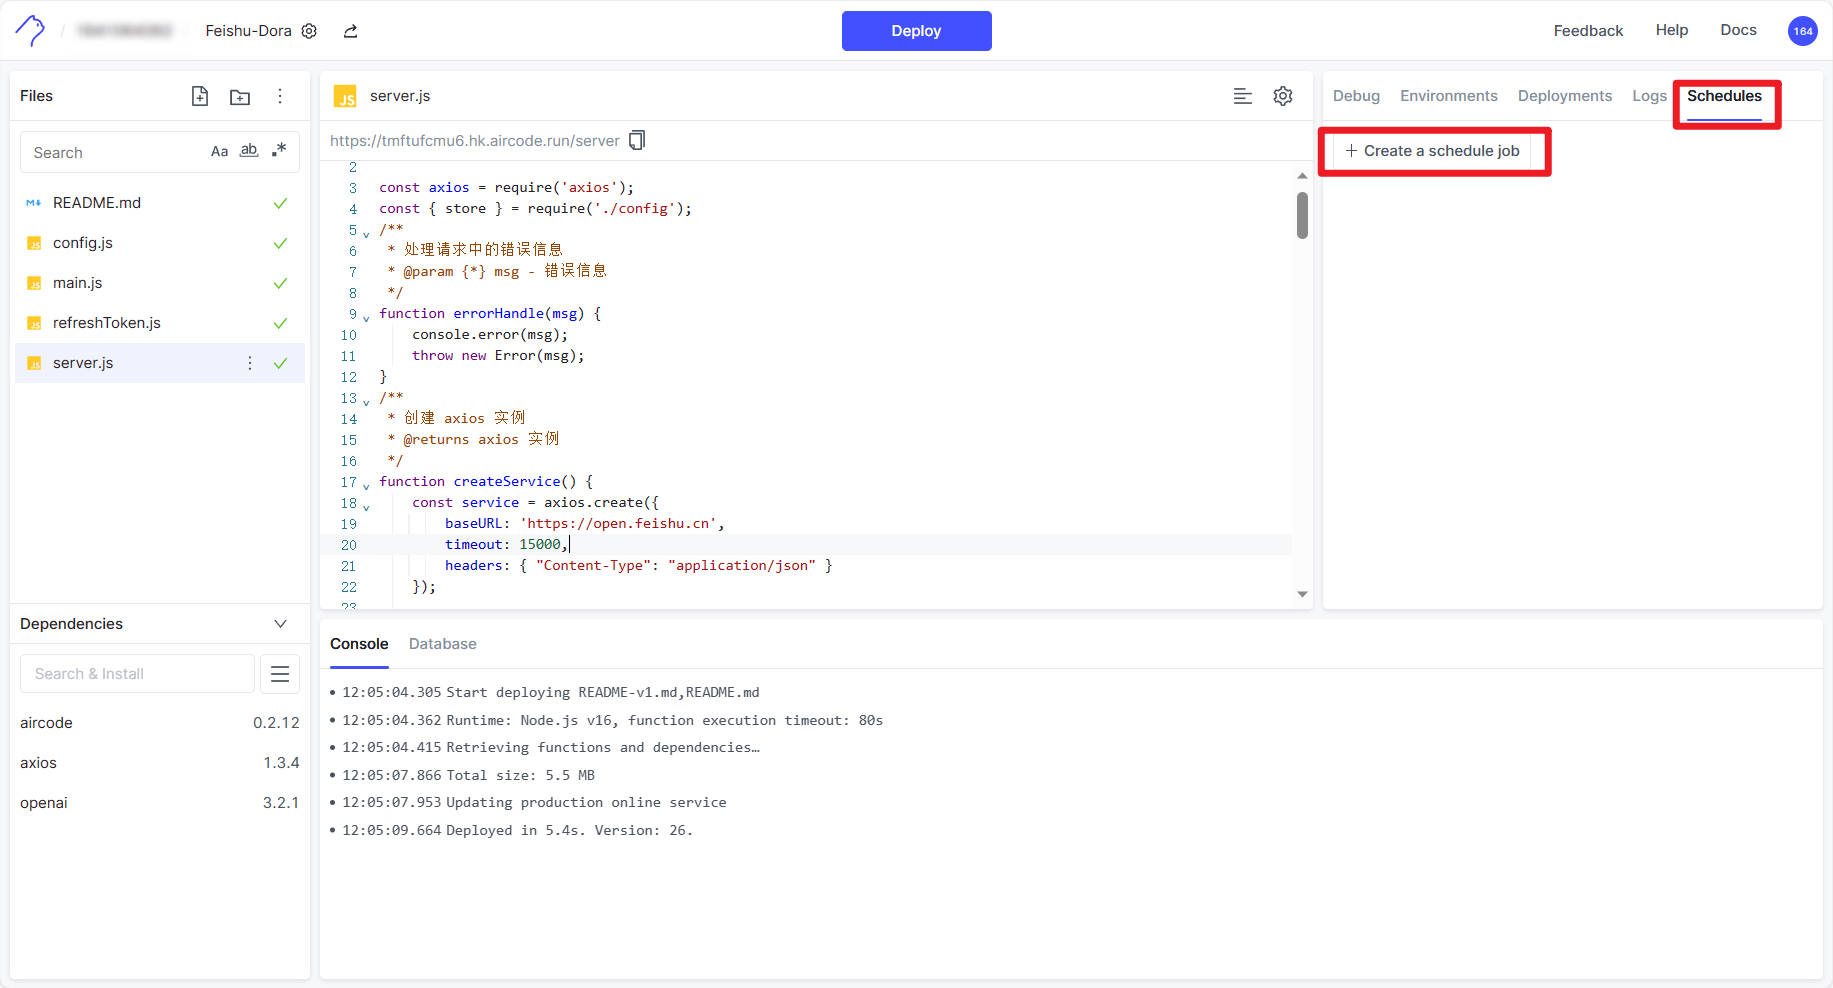 / Feishu-Dora
Deploy
Feedback Help Docs 164
Files
Search Aa ab .*
README.md
config.js
main.js
refreshToken.js
server.js
Dependencies
Search & Install
aircode 0.2.12
axios 1.3.4
openai 3.2.1
JS server.js
https://tmftufcmu6.hk.aircode.run/server
2
3 const axios = require('axios');
4 const { store } = require('./config');
5 /**
6 * 处理请求中的错误信息
7 * @param {*} msg - 错误信息
8 */
9 function errorHandle(msg) {
10 console.error(msg);
11 throw new Error(msg);
12 }
13 /**
14 * 创建 axios 实例
15 * @returns axios 实例
16 */
17 function createService() {
18 const service = axios.create({
19 baseURL: 'https://open.feishu.cn',
20 timeout: 15000,
21 headers: { "Content-Type": "application/json" }
22 });
23
Debug Environments Deployments Logs Schedules
+ Create a schedule job
Console Database
• 12:05:04.305 Start deploying README-v1.md,README.md
• 12:05:04.362 Runtime: Node.js v16, function execution timeout: 80s
• 12:05:04.415 Retrieving functions and dependencies…
• 12:05:07.866 Total size: 5.5 MB
• 12:05:07.953 Updating production online service
• 12:05:09.664 Deployed in 5.4s. Version: 26.